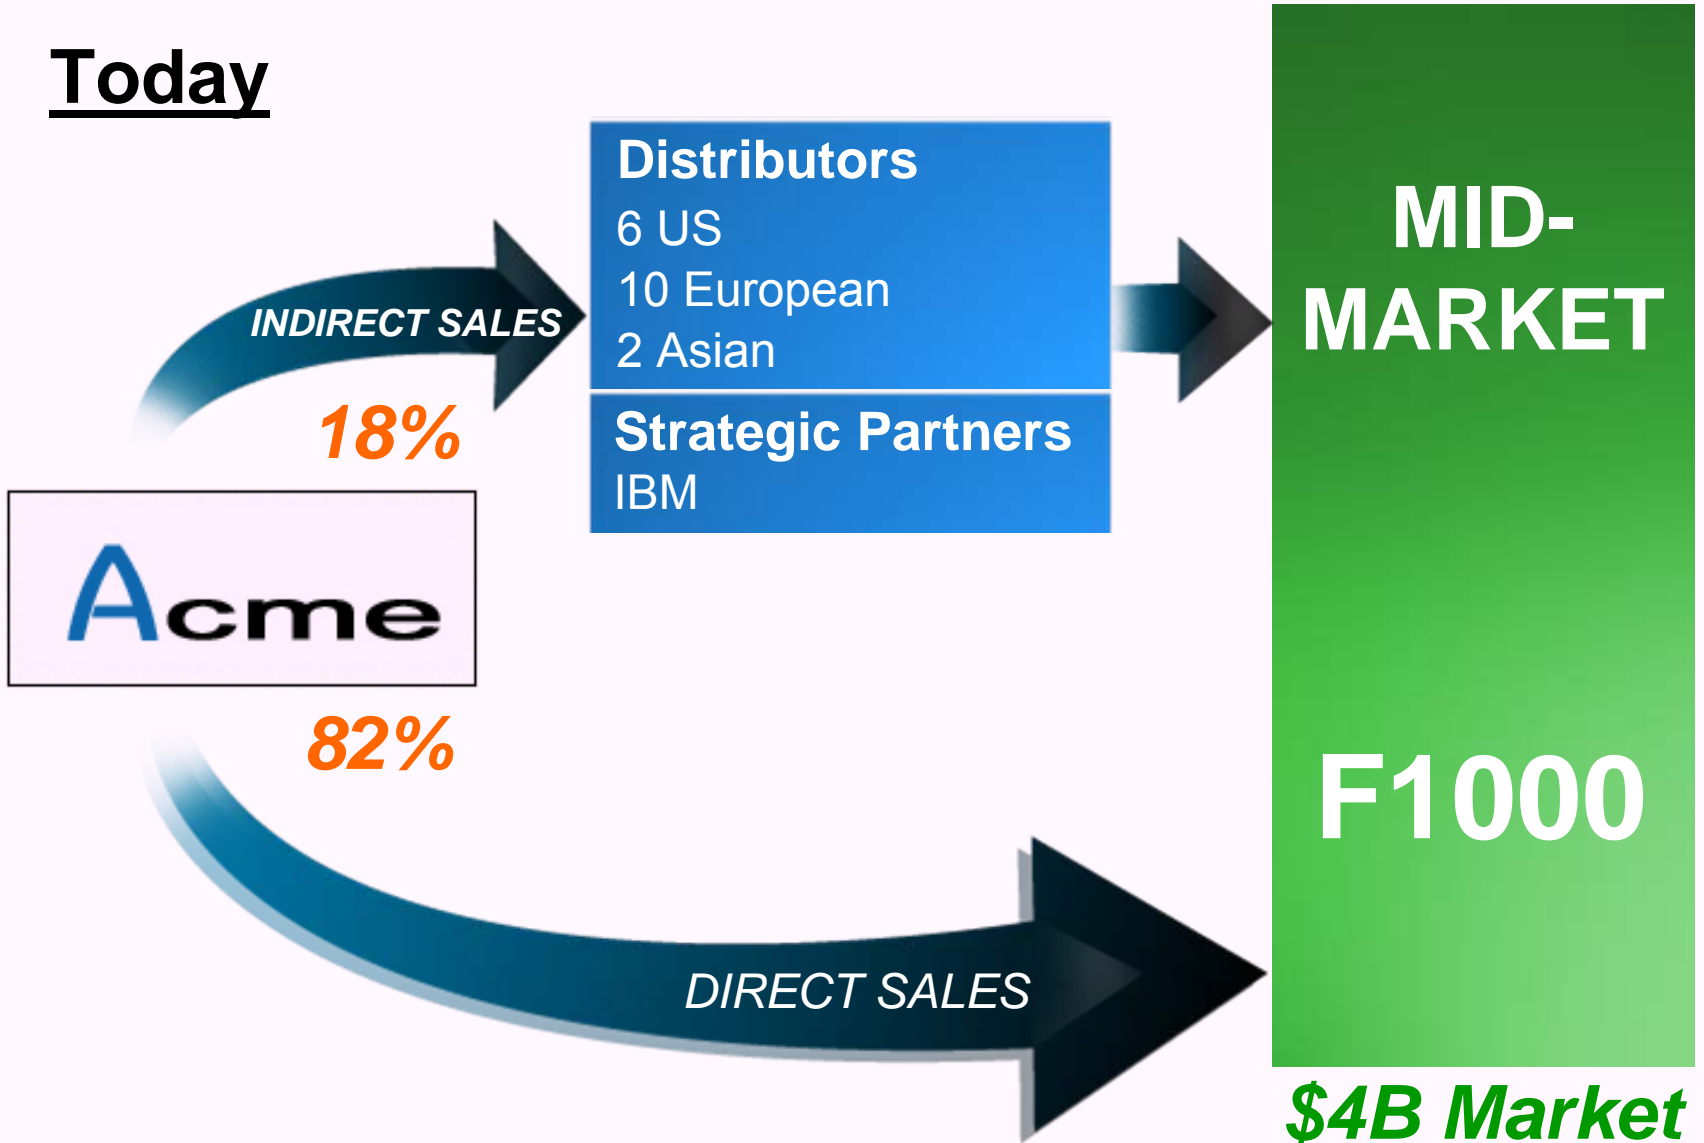 Today
Distributors
6 US
10 European
2 Asian
Strategic Partners
IBM
INDIRECT SALES
18%
Acme
82%
DIRECT SALES
MID-
MARKET
F1000
$4B Market